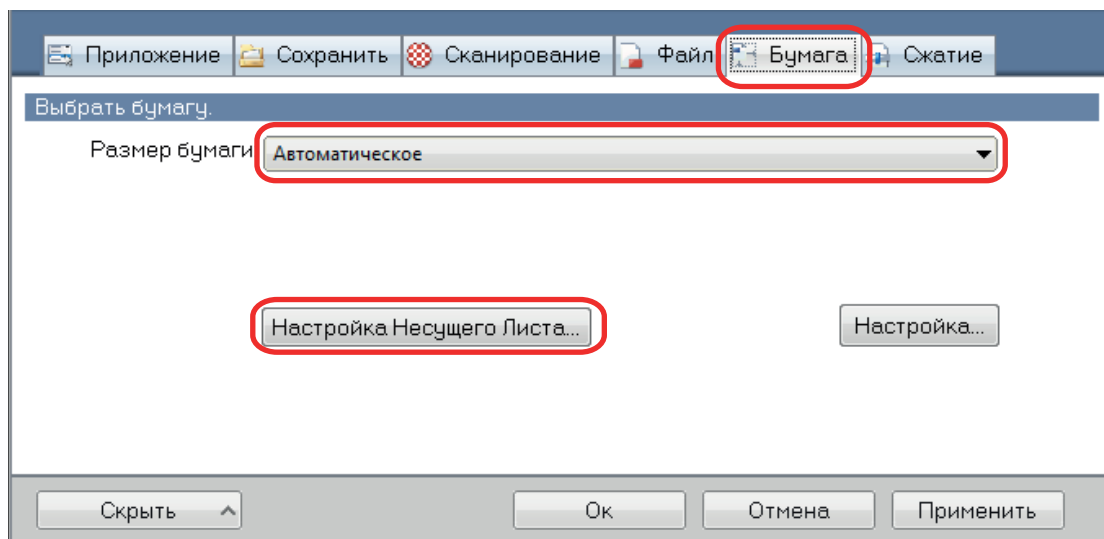 Приложение Сохранить Сканирование Файл Бумага Сжатие
Выбрать бумагу.
Размер бумаги Автоматическое
Настройка Несущего Листа... Настройка...
Скрыть Ок Отмена Применить